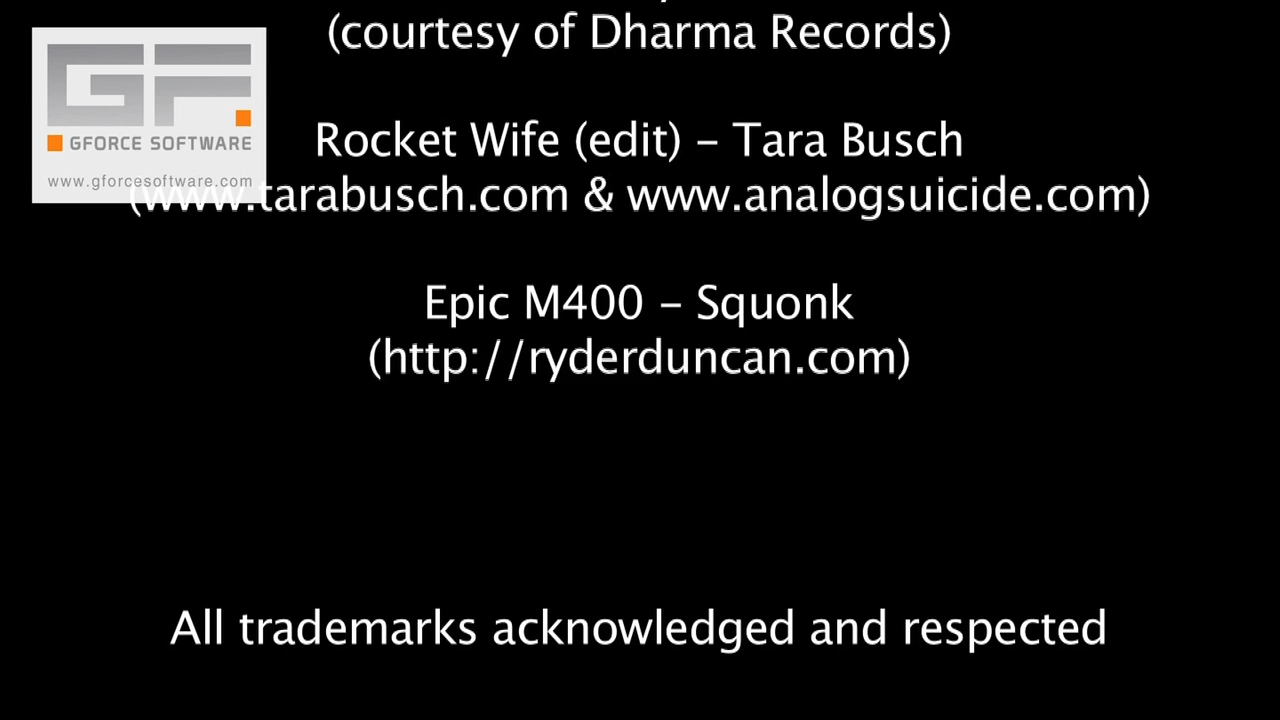 (courtesy of Dharma Records)
GF
GFORCE SOFTWARE
www.gforcesoftware.com
Rocket Wife (edit) – Tara Busch
(www.tarabusch.com & www.analogsuicide.com)
Epic M400 – Squonk
(http://ryderduncan.com)
All trademarks acknowledged and respected